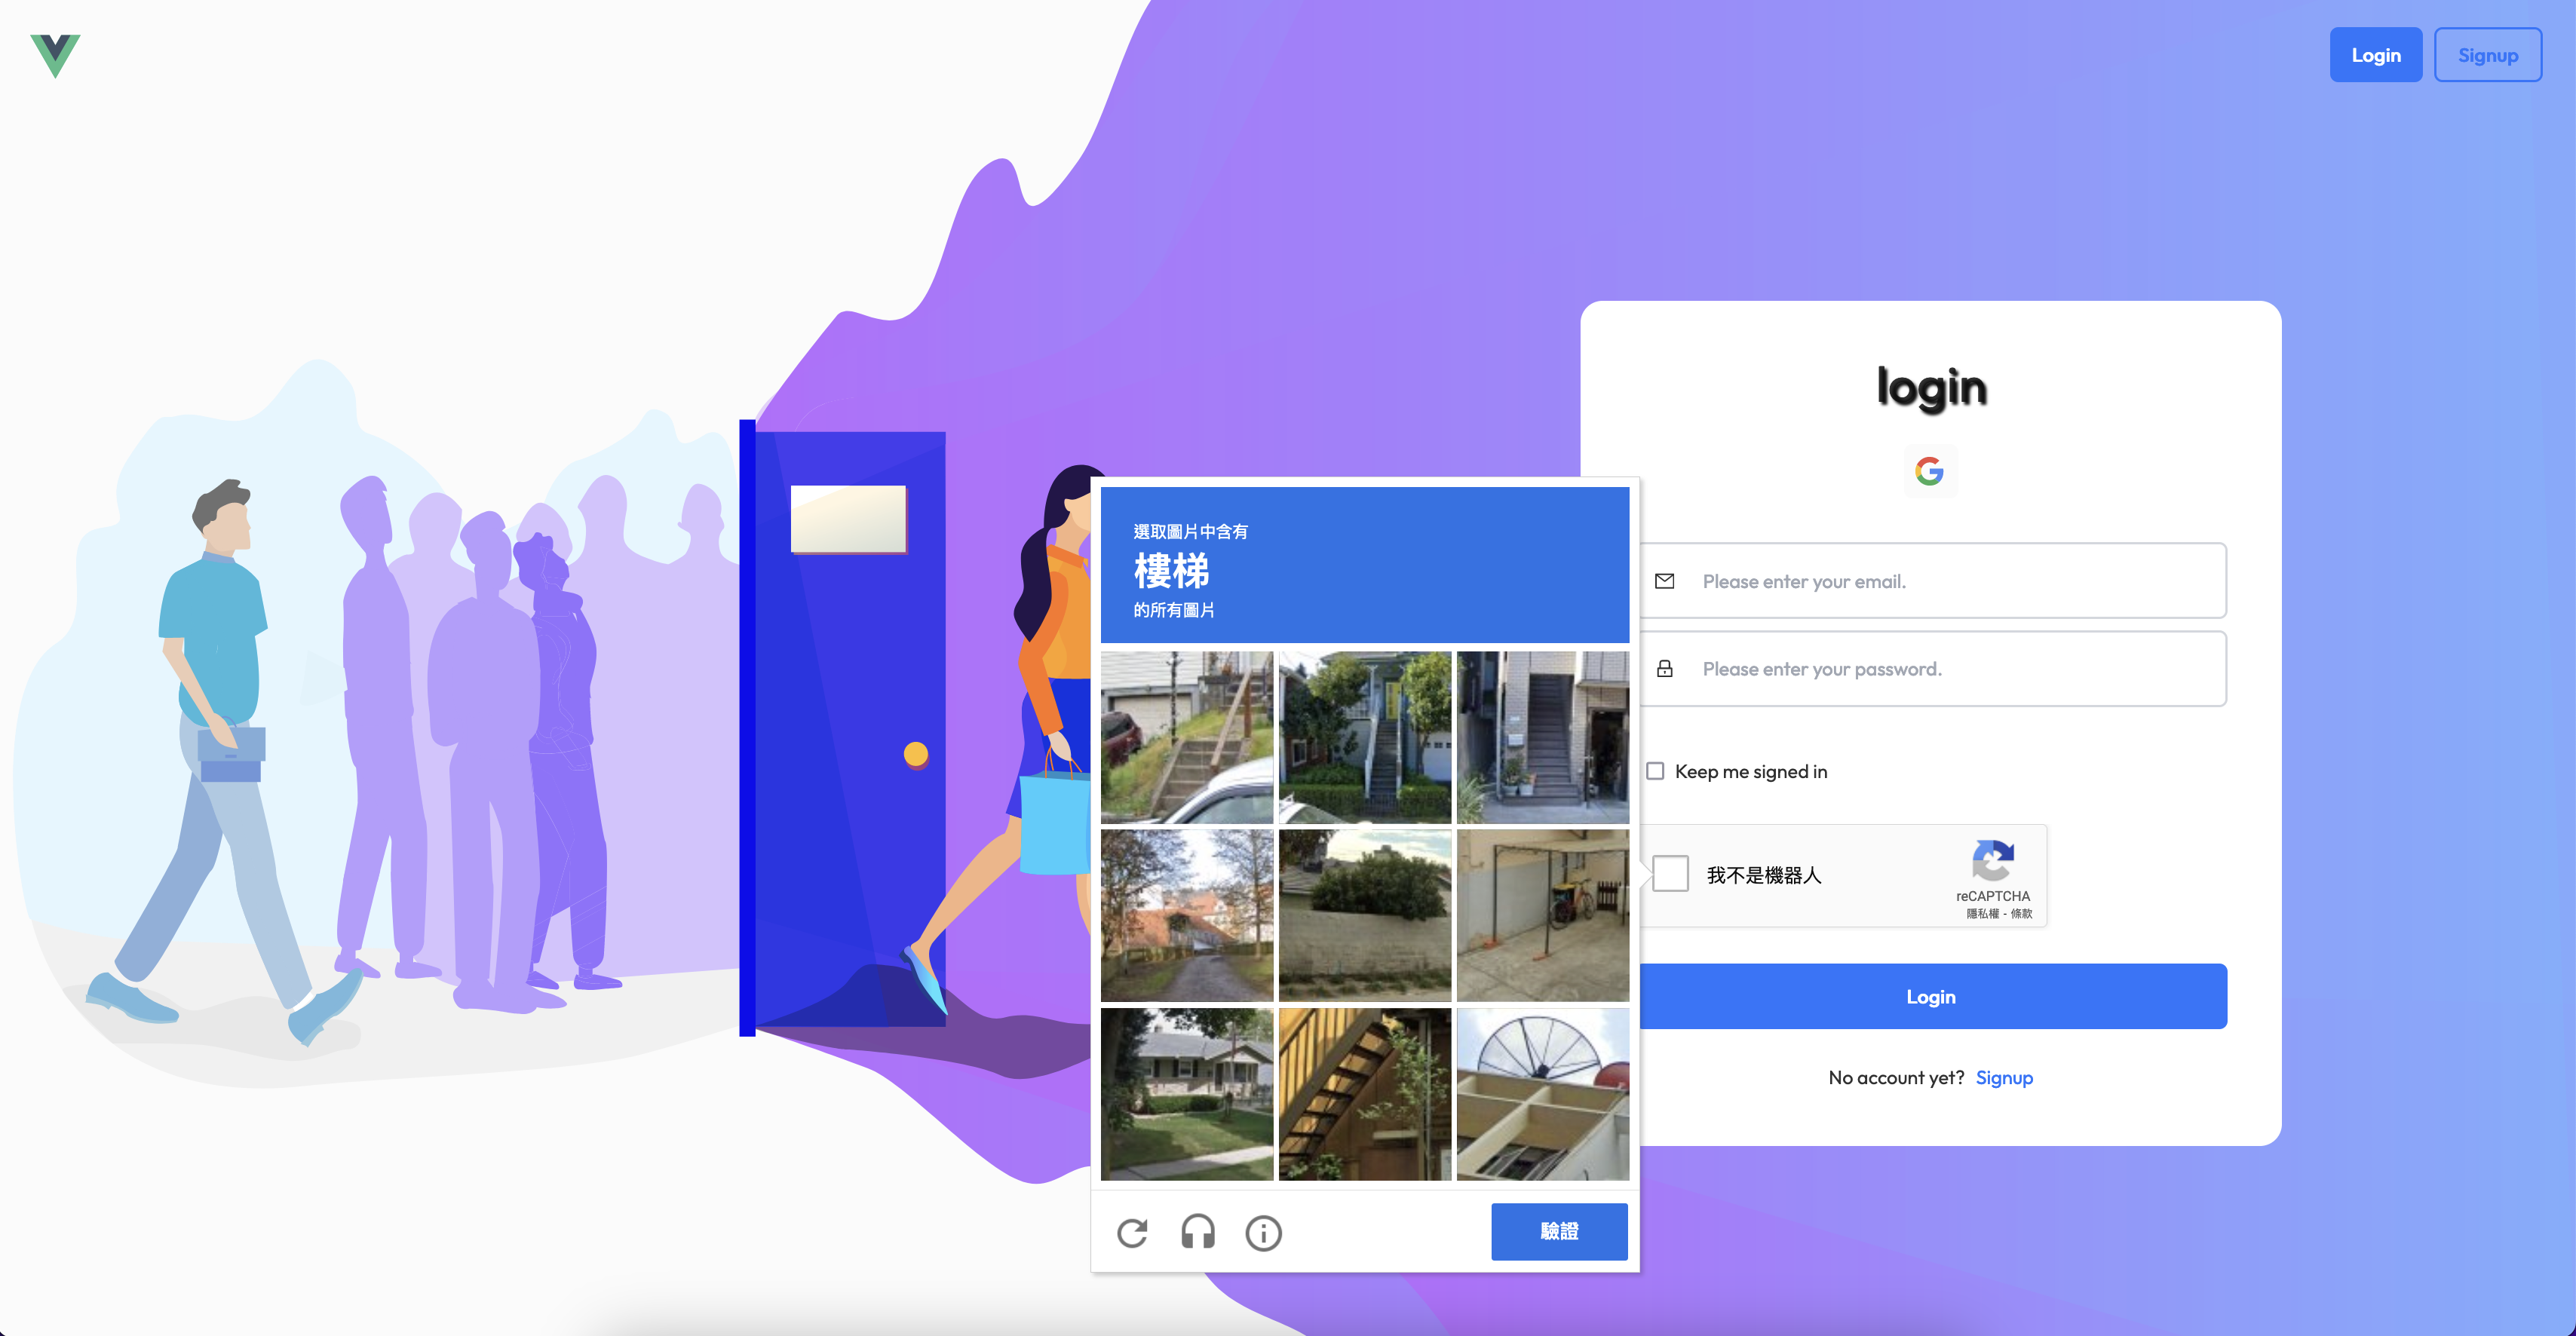 Login
Signup
login
Please enter your email.
Please enter your password.
Keep me signed in
我不是機器人
reCAPTCHA
隱私權 - 條款
Login
No account yet? Signup
選取圖片中含有
樓梯
的所有圖片
驗證